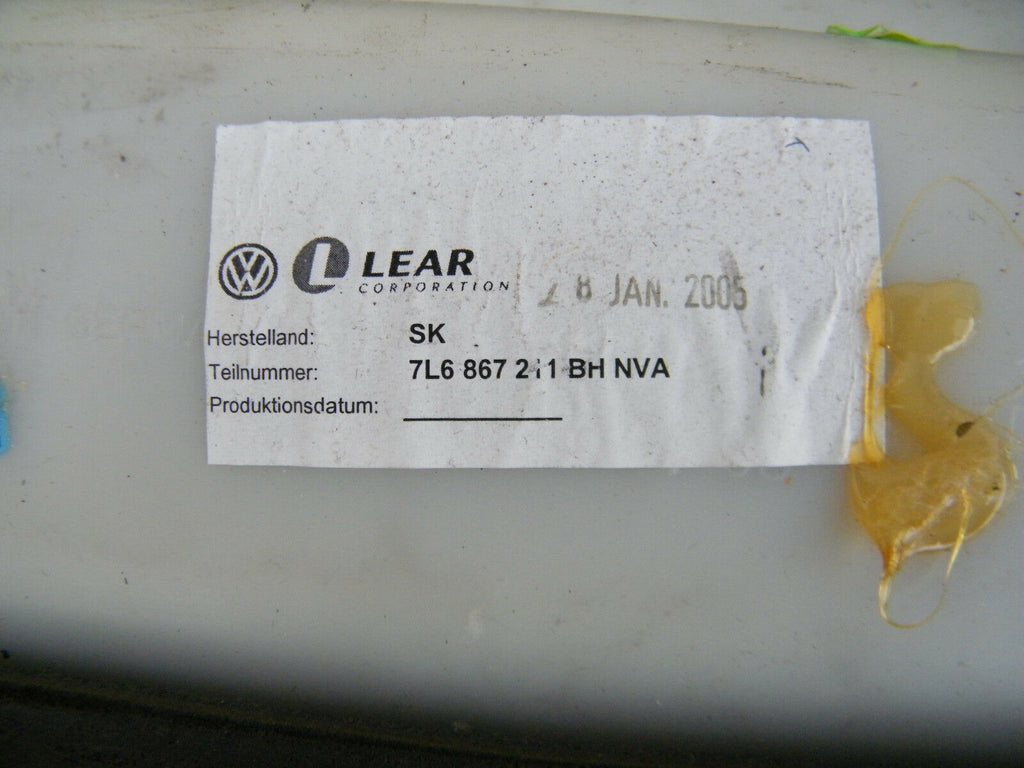 LEAR
CORPORATION
28 JAN. 2005
Herstelland: SK
Teilnummer: 7L6 867 211 BH NVA
Produktionsdatum: